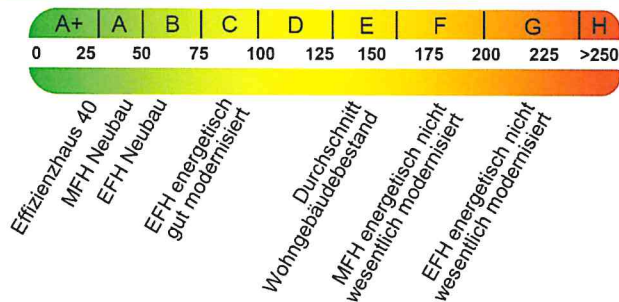 A+ A B C D E F G H
0 25 50 75 100 125 150 175 200 225 >250
Effizienzhaus 40
MFH Neubau
EFH Neubau
EFH energetisch
gut modernisiert
Durchschnitt
Wohngebäudebestand
MFH energetisch nicht
wesentlich modernisiert
EFH energetisch nicht
wesentlich modernisiert